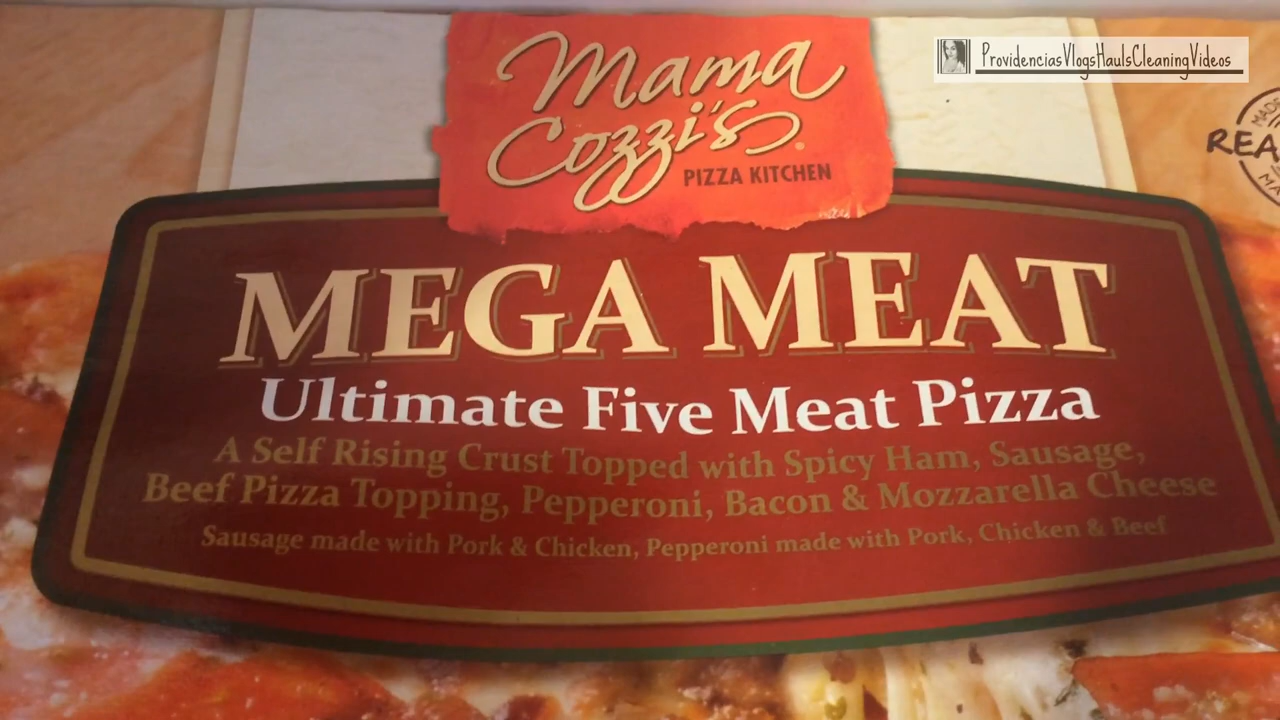 ProvidenciasVlogsHaulsCleaningVideos
Mama
Cozzi's
PIZZA KITCHEN
MEGA MEAT
Ultimate Five Meat Pizza
A Self Rising Crust Topped with Spicy Ham, Sausage,
Beef Pizza Topping, Pepperoni, Bacon & Mozzarella Cheese
Sausage made with Pork & Chicken, Pepperoni made with Pork, Chicken & Beef